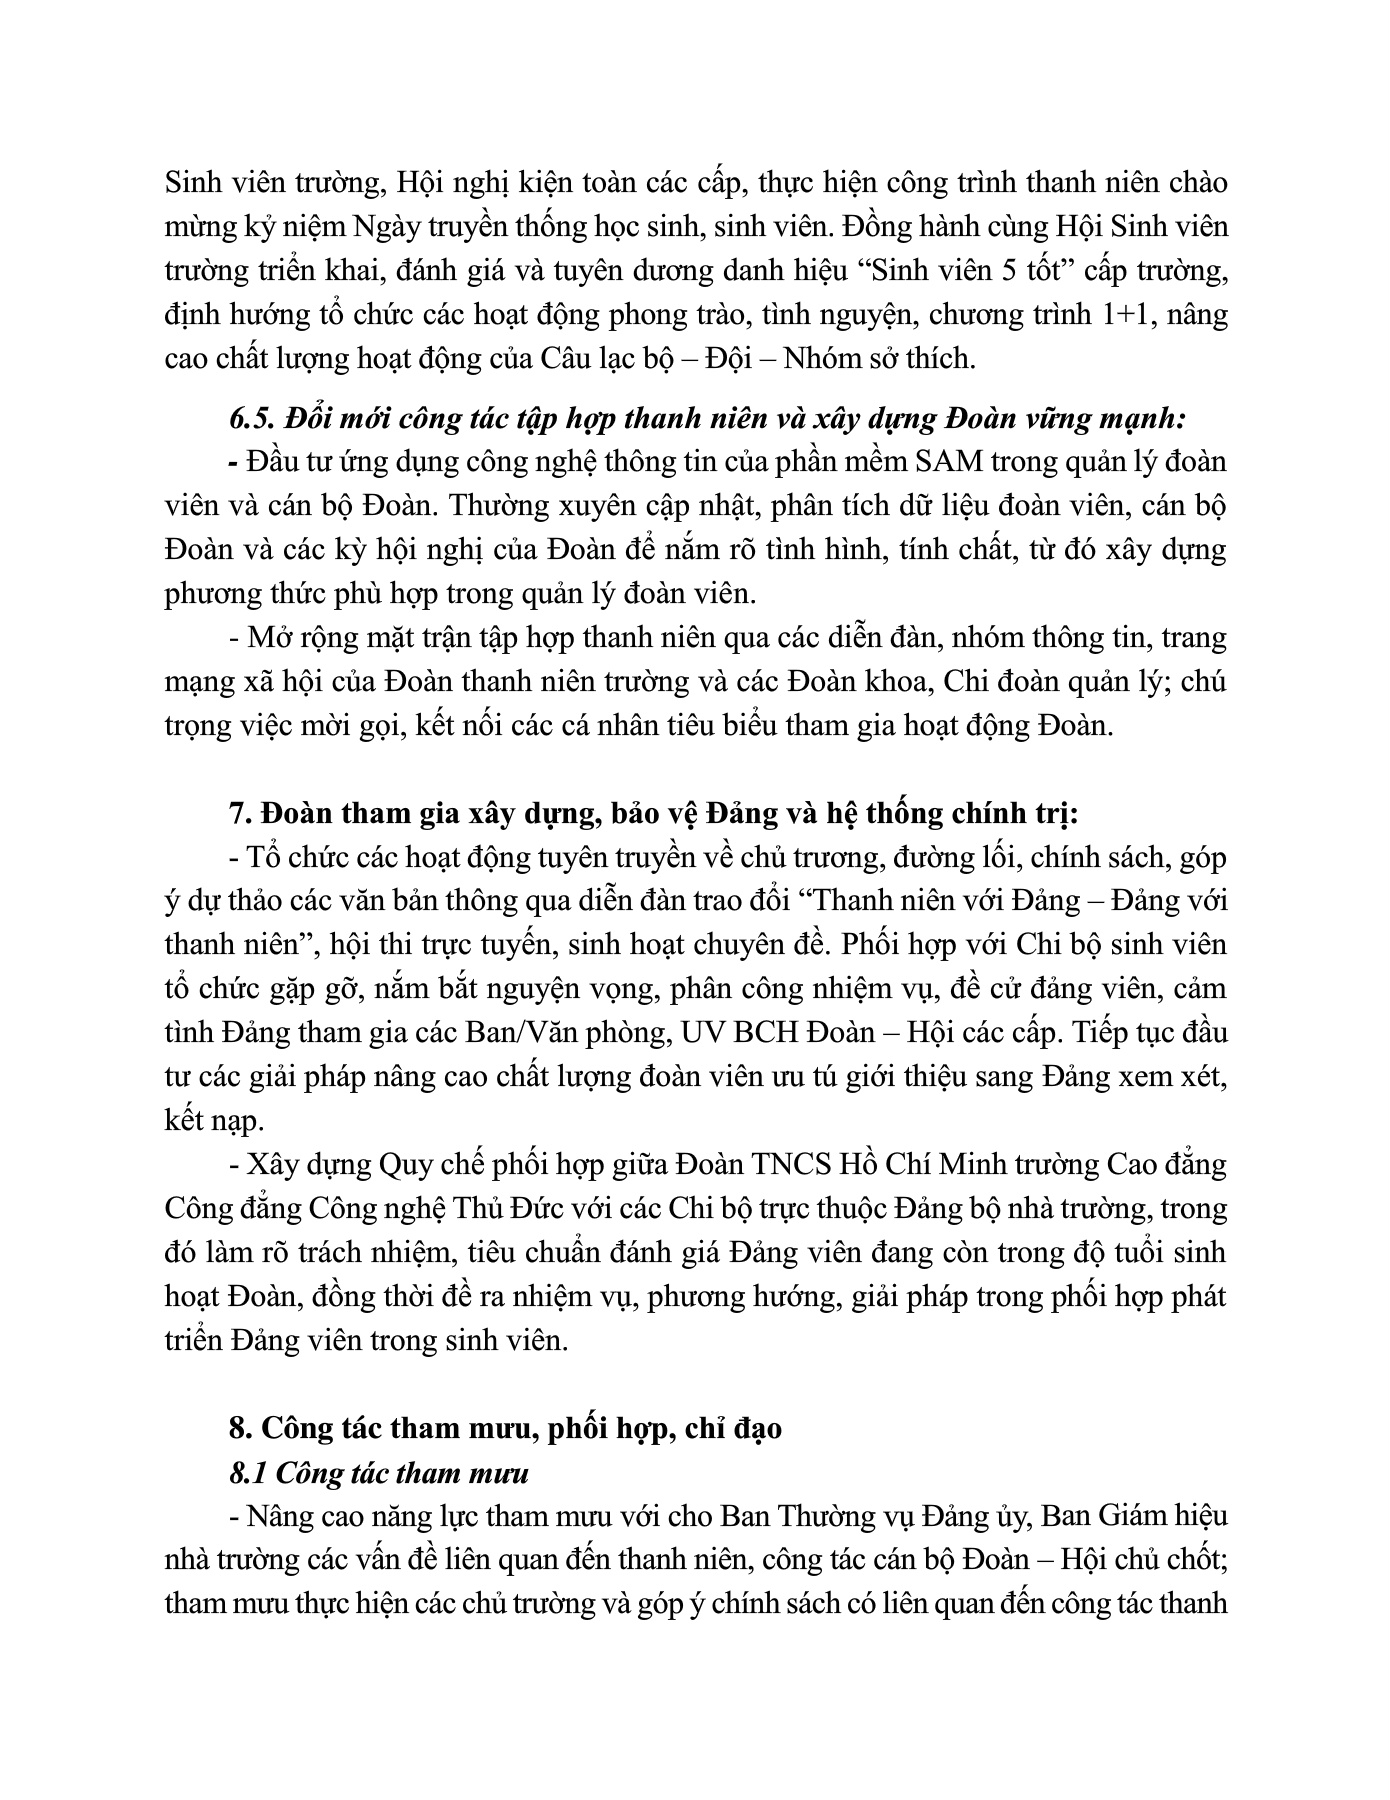 Sinh viên trường, Hội nghị kiện toàn các cấp, thực hiện công trình thanh niên chào
mừng kỷ niệm Ngày truyền thống học sinh, sinh viên. Đồng hành cùng Hội Sinh viên
trường triển khai, đánh giá và tuyên dương danh hiệu “Sinh viên 5 tốt” cấp trường,
định hướng tổ chức các hoạt động phong trào, tình nguyện, chương trình 1+1, nâng
cao chất lượng hoạt động của Câu lạc bộ – Đội – Nhóm sở thích.
6.5. Đổi mới công tác tập hợp thanh niên và xây dựng Đoàn vững mạnh:
- Đầu tư ứng dụng công nghệ thông tin của phần mềm SAM trong quản lý đoàn
viên và cán bộ Đoàn. Thường xuyên cập nhật, phân tích dữ liệu đoàn viên, cán bộ
Đoàn và các kỳ hội nghị của Đoàn để nắm rõ tình hình, tính chất, từ đó xây dựng
phương thức phù hợp trong quản lý đoàn viên.
- Mở rộng mặt trận tập hợp thanh niên qua các diễn đàn, nhóm thông tin, trang
mạng xã hội của Đoàn thanh niên trường và các Đoàn khoa, Chi đoàn quản lý; chú
trọng việc mời gọi, kết nối các cá nhân tiêu biểu tham gia hoạt động Đoàn.
7. Đoàn tham gia xây dựng, bảo vệ Đảng và hệ thống chính trị:
- Tổ chức các hoạt động tuyên truyền về chủ trương, đường lối, chính sách, góp
ý dự thảo các văn bản thông qua diễn đàn trao đổi “Thanh niên với Đảng – Đảng với
thanh niên”, hội thi trực tuyến, sinh hoạt chuyên đề. Phối hợp với Chi bộ sinh viên
tổ chức gặp gỡ, nắm bắt nguyện vọng, phân công nhiệm vụ, đề cử đảng viên, cảm
tình Đảng tham gia các Ban/Văn phòng, UV BCH Đoàn – Hội các cấp. Tiếp tục đầu
tư các giải pháp nâng cao chất lượng đoàn viên ưu tú giới thiệu sang Đảng xem xét,
kết nạp.
- Xây dựng Quy chế phối hợp giữa Đoàn TNCS Hồ Chí Minh trường Cao đẳng
Công đẳng Công nghệ Thủ Đức với các Chi bộ trực thuộc Đảng bộ nhà trường, trong
đó làm rõ trách nhiệm, tiêu chuẩn đánh giá Đảng viên đang còn trong độ tuổi sinh
hoạt Đoàn, đồng thời đề ra nhiệm vụ, phương hướng, giải pháp trong phối hợp phát
triển Đảng viên trong sinh viên.
8. Công tác tham mưu, phối hợp, chỉ đạo
8.1 Công tác tham mưu
- Nâng cao năng lực tham mưu với cho Ban Thường vụ Đảng ủy, Ban Giám hiệu
nhà trường các vấn đề liên quan đến thanh niên, công tác cán bộ Đoàn – Hội chủ chốt;
tham mưu thực hiện các chủ trường và góp ý chính sách có liên quan đến công tác thanh